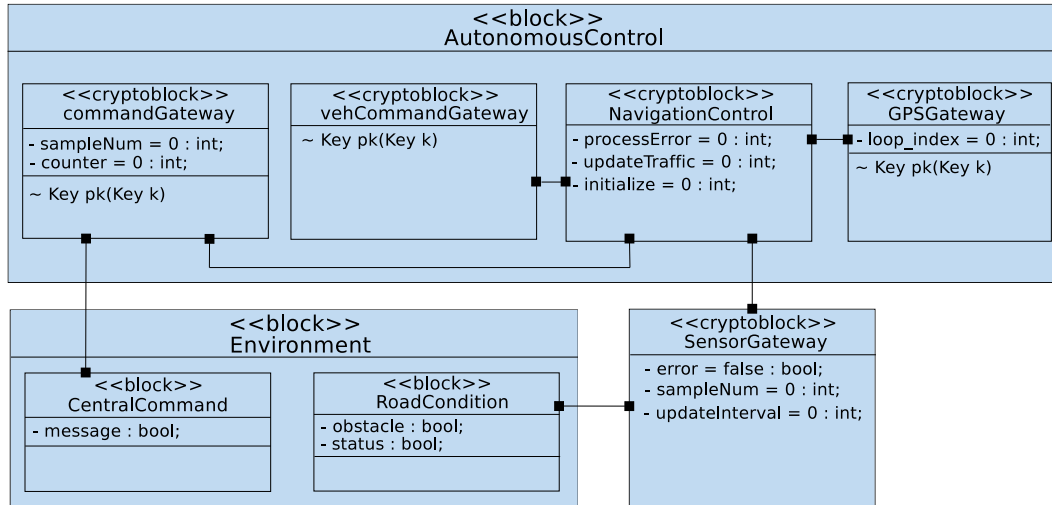 <<block>>
AutonomousControl
<<cryptoblock>>
commandGateway
- sampleNum = 0 : int;
- counter = 0 : int;
~ Key pk(Key k)
<<cryptoblock>>
vehCommandGateway
~ Key pk(Key k)
<<cryptoblock>>
NavigationControl
- processError = 0 : int;
- updateTraffic = 0 : int;
- initialize = 0 : int;
<<cryptoblock>>
GPSGateway
- loop_index = 0 : int;
~ Key pk(Key k)
<<block>>
Environment
<<block>>
CentralCommand
- message : bool;
<<block>>
RoadCondition
- obstacle : bool;
- status : bool;
<<cryptoblock>>
SensorGateway
- error = false : bool;
- sampleNum = 0 : int;
- updateInterval = 0 : int;